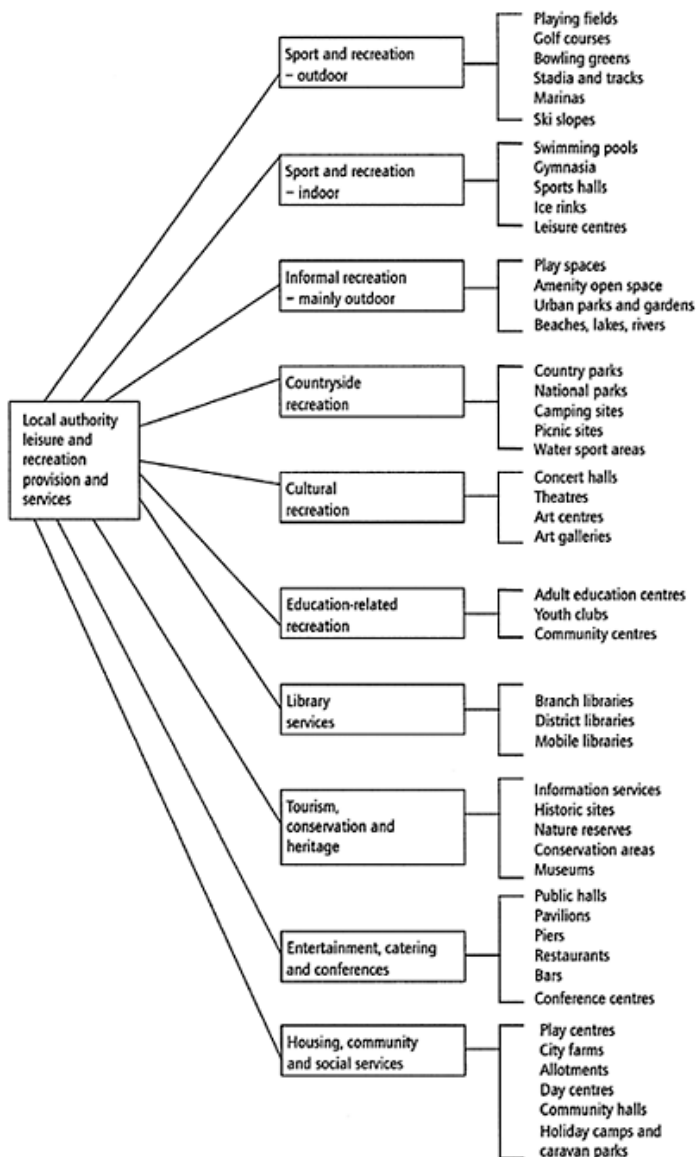 Local authority
leisure and
recreation
provision and
services
Sport and recreation
– outdoor
Playing fields
Golf courses
Bowling greens
Stadia and tracks
Marinas
Ski slopes
Sport and recreation
– indoor
Swimming pools
Gymnasia
Sports halls
Ice rinks
Leisure centres
Informal recreation
– mainly outdoor
Play spaces
Amenity open space
Urban parks and gardens
Beaches, lakes, rivers
Countryside
recreation
Country parks
National parks
Camping sites
Picnic sites
Water sport areas
Cultural
recreation
Concert halls
Theatres
Art centres
Art galleries
Education-related
recreation
Adult education centres
Youth clubs
Community centres
Library
services
Branch libraries
District libraries
Mobile libraries
Tourism,
conservation and
heritage
Information services
Historic sites
Nature reserves
Conservation areas
Museums
Entertainment, catering
and conferences
Public halls
Pavilions
Piers
Restaurants
Bars
Conference centres
Housing, community
and social services
Play centres
City farms
Allotments
Day centres
Community halls
Holiday camps and
caravan parks